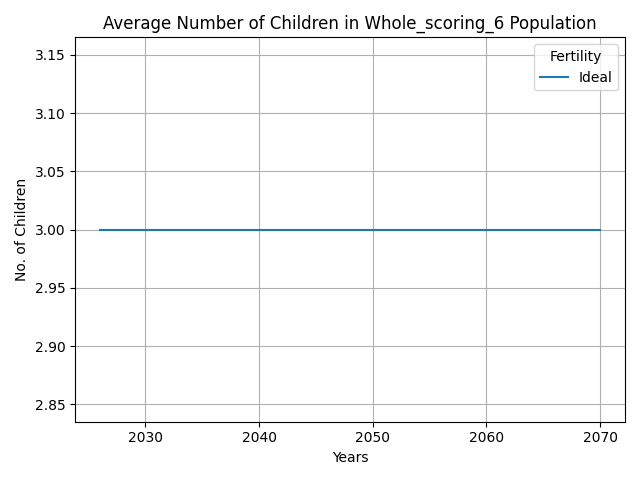 Average Number of Children in Whole_scoring_6 Population
Fertility
Ideal
No. of Children
3.15
3.10
3.05
3.00
2.95
2.90
2.85
2030 2040 2050 2060 2070
Years